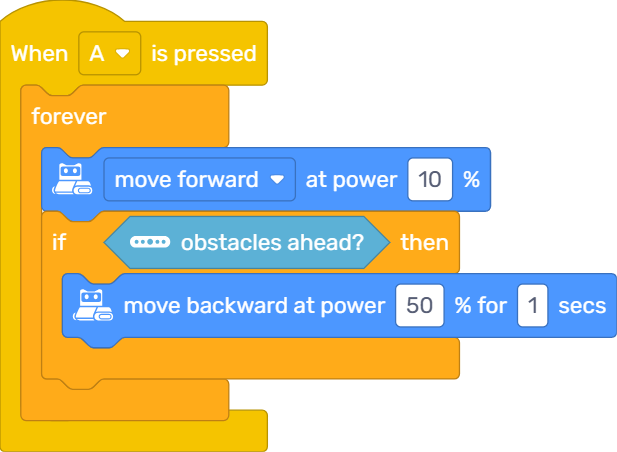 When A is pressed
forever
move forward at power 10 %
if obstacles ahead? then
move backward at power 50 % for 1 secs